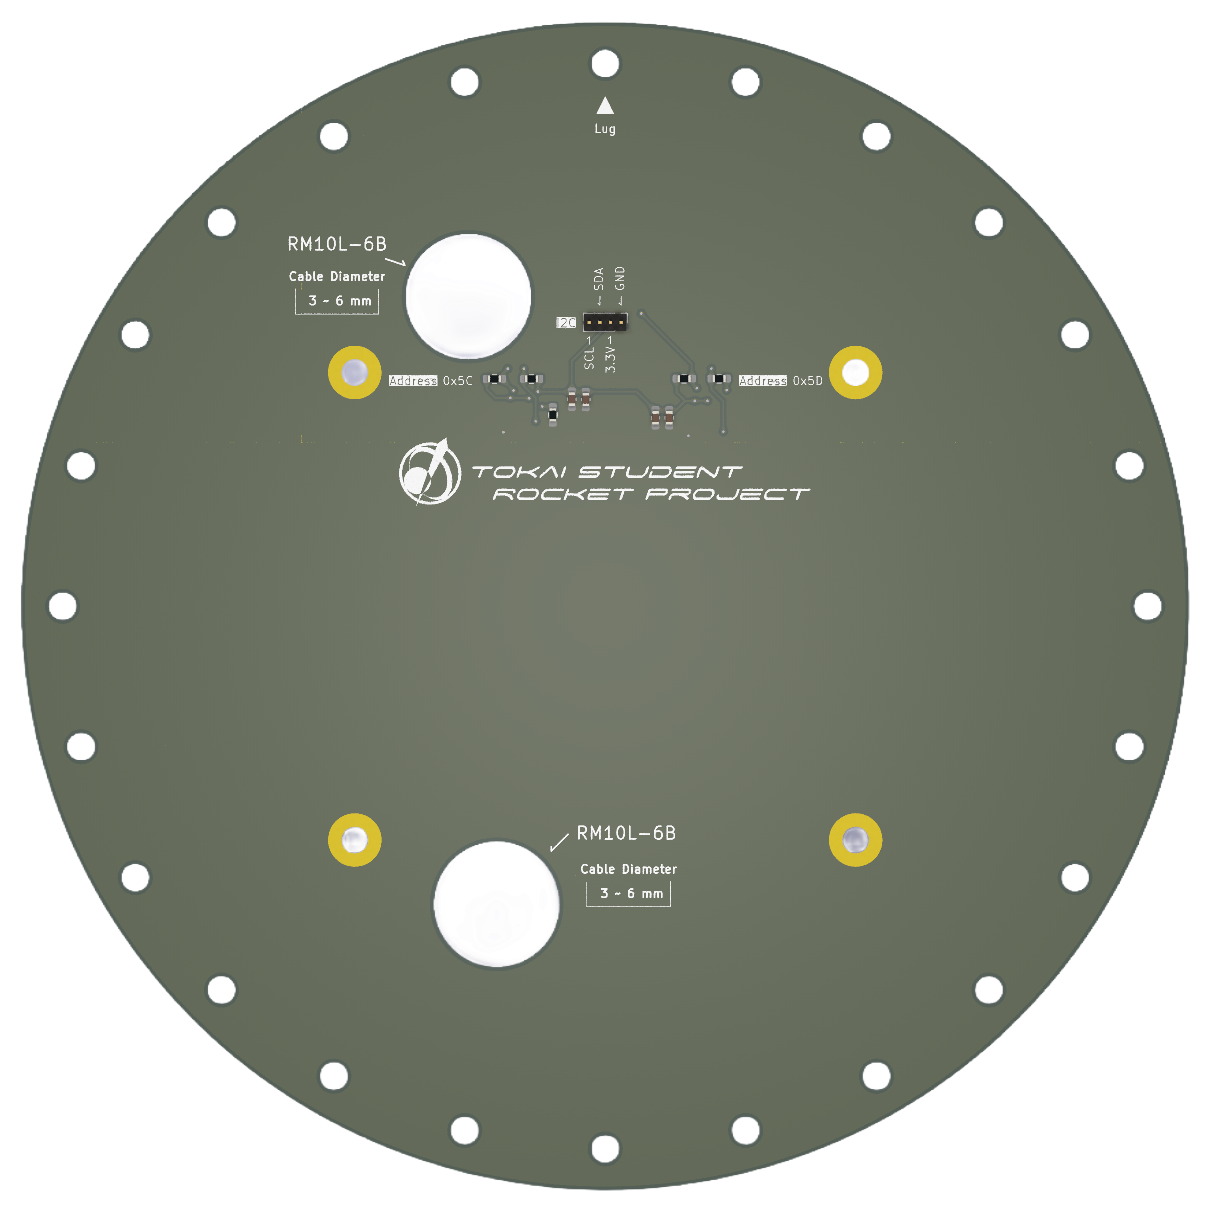 Lug
RM10L-6B
Cable Diameter
3 ~ 6 mm
SDA
GND
I2C
SCL
3.3V
Address 0x5C
Address 0x5D
TOKAI STUDENT
ROCKET PROJECT
RM10L-6B
Cable Diameter
3 ~ 6 mm